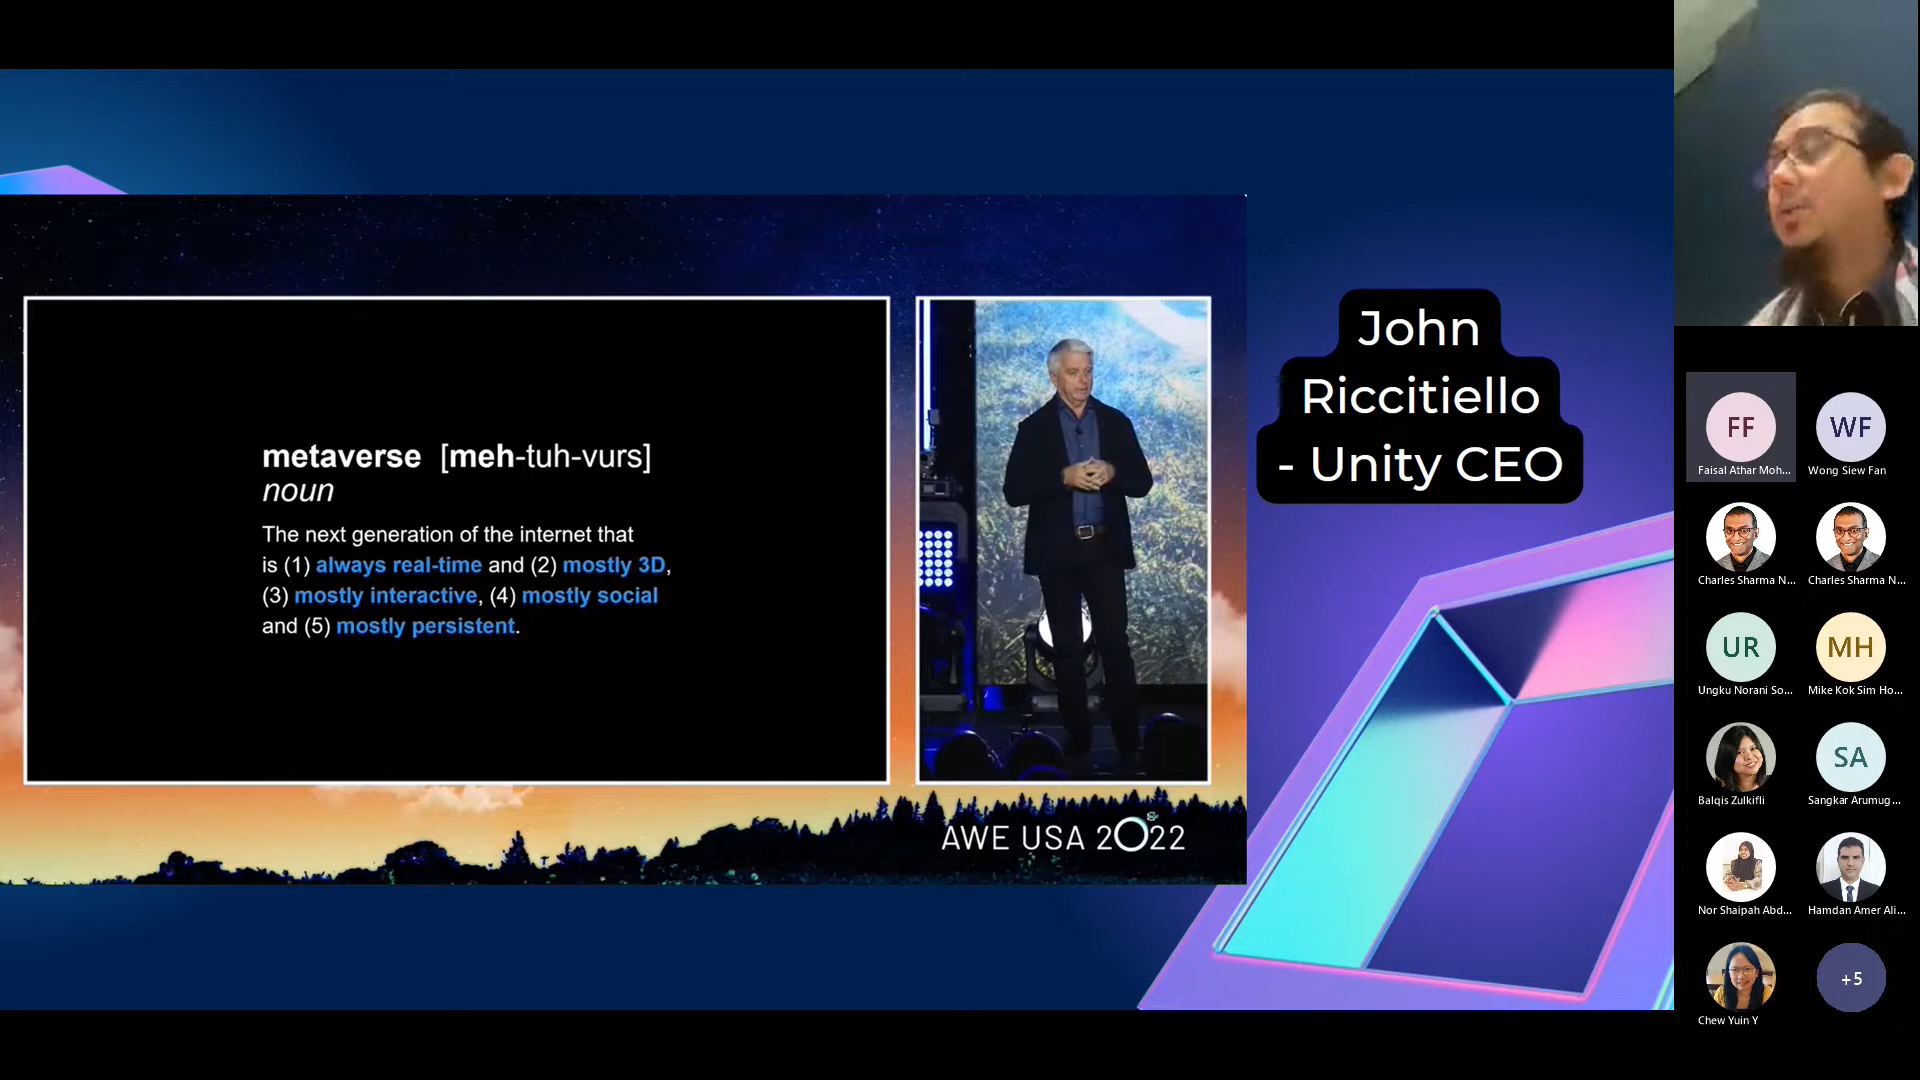 metaverse [meh-tuh-vurs]
noun
The next generation of the internet that
is (1) always real-time and (2) mostly 3D,
(3) mostly interactive, (4) mostly social
and (5) mostly persistent.
AWE USA 2022
John
Riccitiello
- Unity CEO
FF
WF
Faisal Athar Moh...
Wong Siew Fan
Charles Sharma N...
Charles Sharma N...
UR
MH
Ungku Norani So...
Mike Kok Sim Ho...
SA
Balqis Zulkifli
Sangkar Arumug...
Nor Shaipah Abd...
Hamdan Amer Ali...
+5
Chew Yuin Y